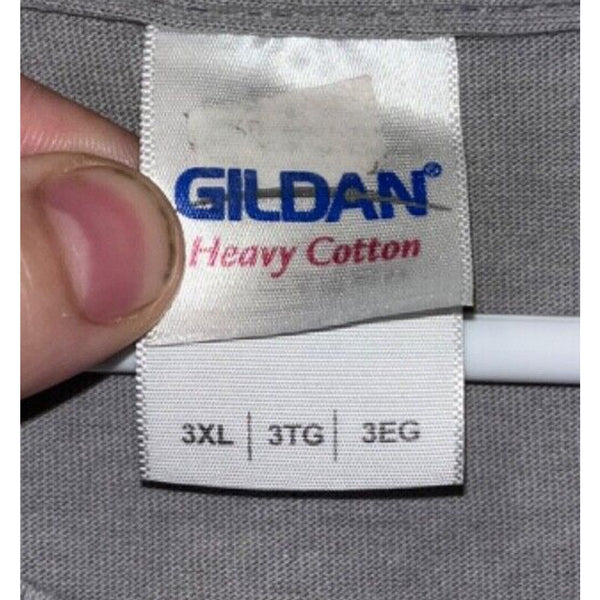 GILDAN®
Heavy Cotton
3XL | 3TG | 3EG